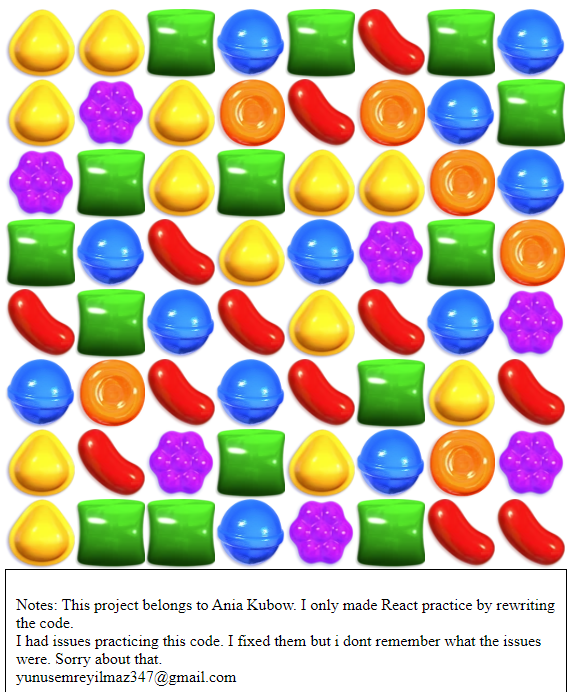 Notes: This project belongs to Ania Kubow. I only made React practice by rewriting
the code.
I had issues practicing this code. I fixed them but i dont remember what the issues
were. Sorry about that.
yunusemreyilmaz347@gmail.com